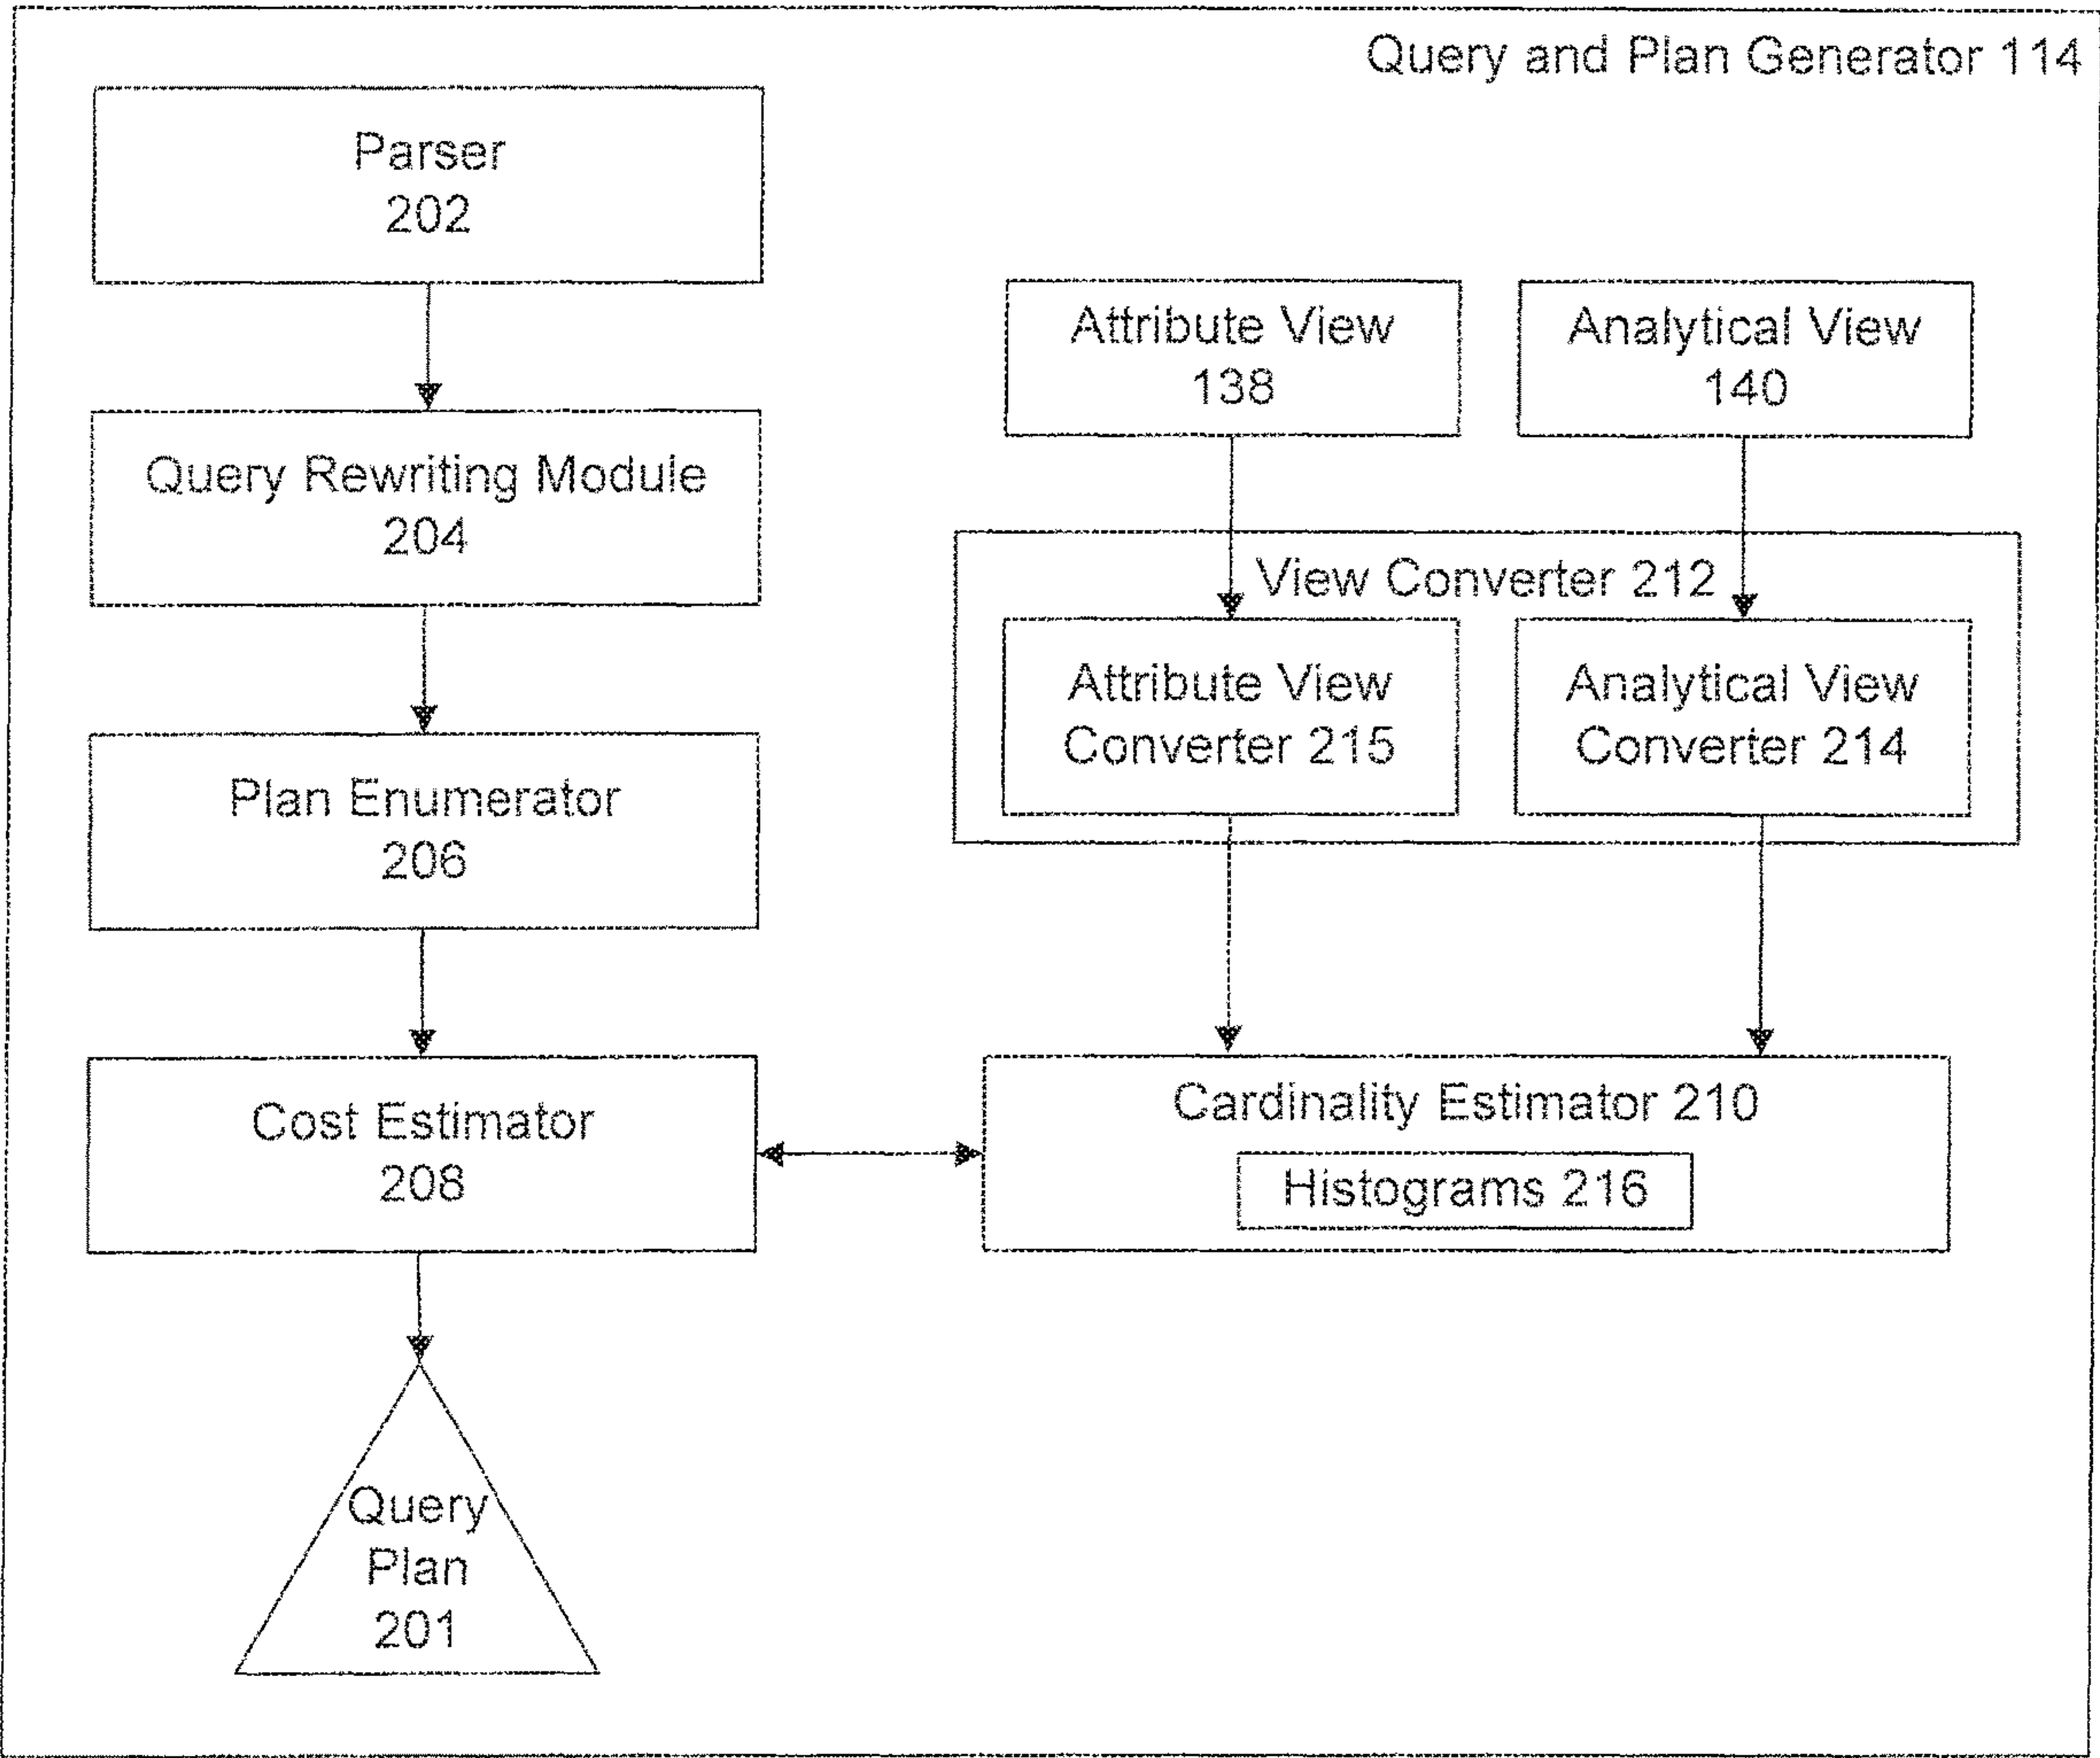 Query and Plan Generator 114
Parser
202
Query Rewriting Module
204
Plan Enumerator
206
Cost Estimator
208
Query
Plan
201
Attribute View
138
Analytical View
140
View Converter 212
Attribute View
Converter 215
Analytical View
Converter 214
Cardinality Estimator 210
Histograms 216